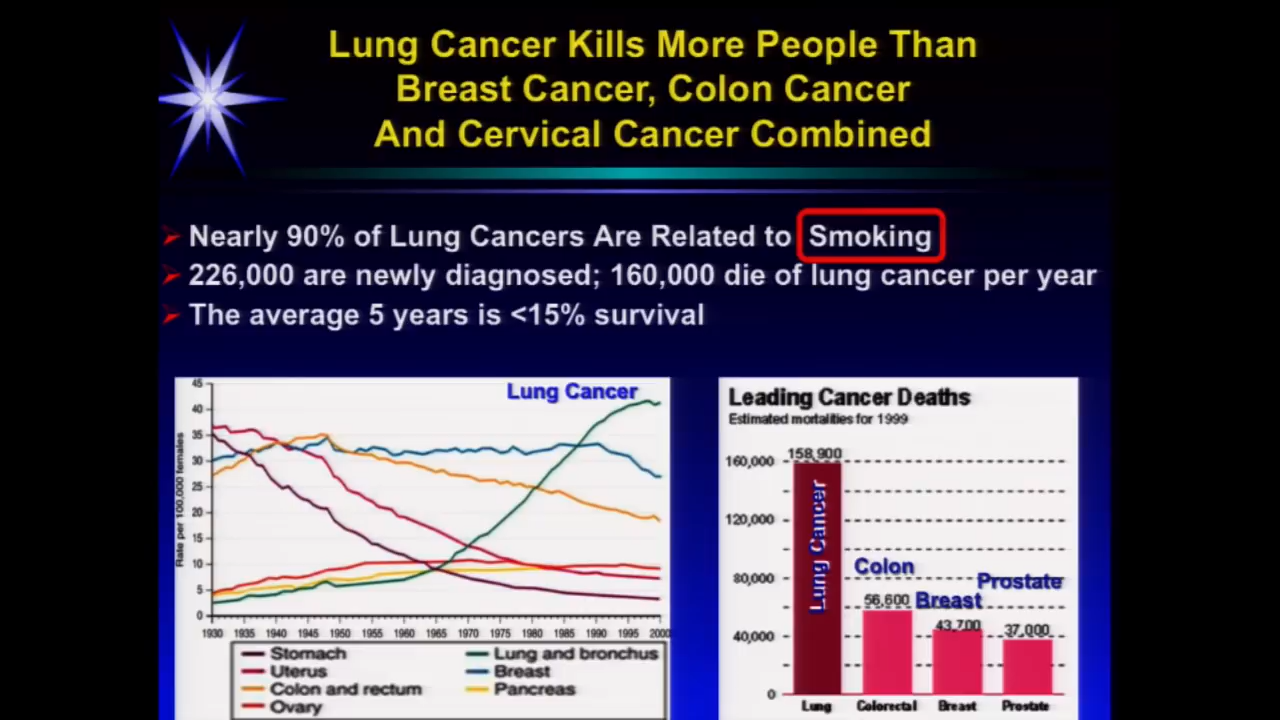 Lung Cancer Kills More People Than
Breast Cancer, Colon Cancer
And Cervical Cancer Combined
Nearly 90% of Lung Cancers Are Related to Smoking
226,000 are newly diagnosed; 160,000 die of lung cancer per year
The average 5 years is <15% survival
Lung Cancer
Rate per 100,000 females
45
40
35
30
25
20
15
10
5
0
1930 1935 1940 1945 1950 1955 1960 1965 1970 1975 1980 1985 1990 1995 2000
Stomach
Uterus
Colon and rectum
Ovary
Lung and bronchus
Breast
Pancreas
Leading Cancer Deaths
Estimated mortalities for 1999
160,000
120,000
80,000
40,000
0
158,900
Lung Cancer
Colon
56,600
Breast
43,700
Prostate
37,000
Lung Colorectal Breast Prostate